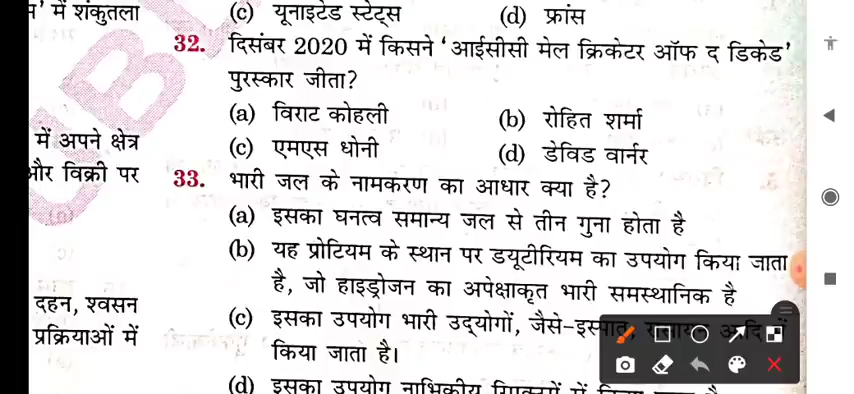 में शंकुतला
(c) यूनाइटेड स्टेट्स (d) फ्रांस
32. दिसंबर 2020 में किसने ‘आईसीसी मेल क्रिकेटर ऑफ द डिकेड’
पुरस्कार जीता?
(a) विराट कोहली (b) रोहित शर्मा
में अपने क्षेत्र
(c) एमएस धोनी (d) डेविड वार्नर
और विक्री पर
33. भारी जल के नामकरण का आधार क्या है?
(a) इसका घनत्व समान्य जल से तीन गुना होता है
(b) यह प्रोटियम के स्थान पर डयूटीरियम का उपयोग किया जाता
है, जो हाइड्रोजन का अपेक्षाकृत भारी समस्थानिक है
दहन, श्वसन
(c) इसका उपयोग भारी उद्योगों, जैसे-इस्पात,
प्रक्रियाओं में
किया जाता है।
(d) इसका उपयोग नाभिकीय